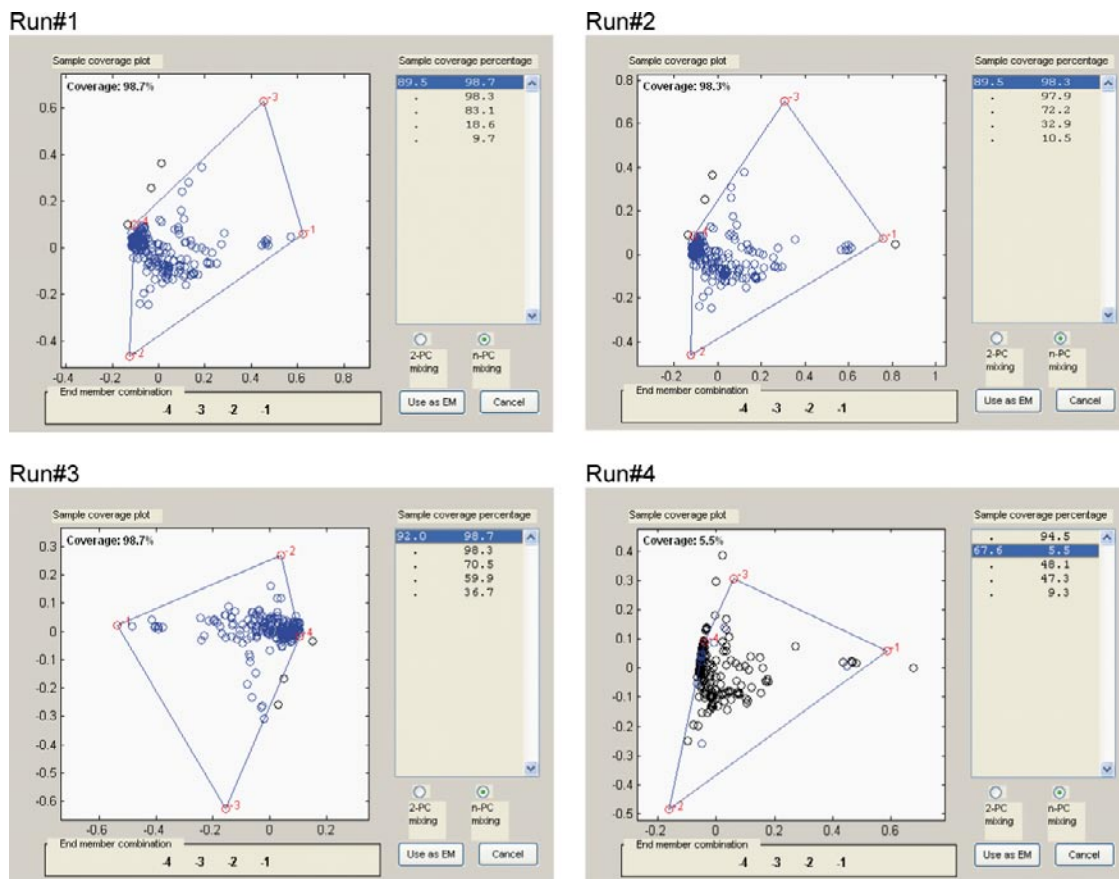 Run#1
Sample coverage plot
Sample coverage percentage
Coverage: 98.7%
89.5 98.7
. 98.3
. 83.1
. 18.6
. 9.7
0.6
0.4
0.2
0
-0.2
-0.4
-3
-4
-1
-2
-0.4 -0.2 0 0.2 0.4 0.6 0.8
2-PC mixing
n-PC mixing
End member combination
-4 -3 -2 -1
Use as EM
Cancel
Run#2
Sample coverage plot
Sample coverage percentage
Coverage: 98.3%
89.5 98.3
. 97.9
. 72.2
. 32.9
. 10.5
0.8
0.6
0.4
0.2
0
-0.2
-0.4
-3
-4
-1
-2
-0.2 0 0.2 0.4 0.6 0.8 1
2-PC mixing
n-PC mixing
End member combination
-4 -3 -2 -1
Use as EM
Cancel
Run#3
Sample coverage plot
Sample coverage percentage
Coverage: 98.7%
92.0 98.7
. 98.3
. 70.5
. 59.9
. 36.7
0.3
0.2
0.1
0
-0.1
-0.2
-0.3
-0.4
-0.5
-0.6
-2
-1
-4
-3
-0.6 -0.4 -0.2 0 0.2
2-PC mixing
n-PC mixing
End member combination
-4 -3 -2 -1
Use as EM
Cancel
Run#4
Sample coverage plot
Sample coverage percentage
Coverage: 5.5%
. 94.5
67.6 5.5
. 48.1
. 47.3
. 9.3
0.4
0.3
0.2
0.1
0
-0.1
-0.2
-0.3
-0.4
-0.5
-3
-4
-1
-2
-0.2 0 0.2 0.4 0.6
2-PC mixing
n-PC mixing
End member combination
-4 -3 -2 -1
Use as EM
Cancel